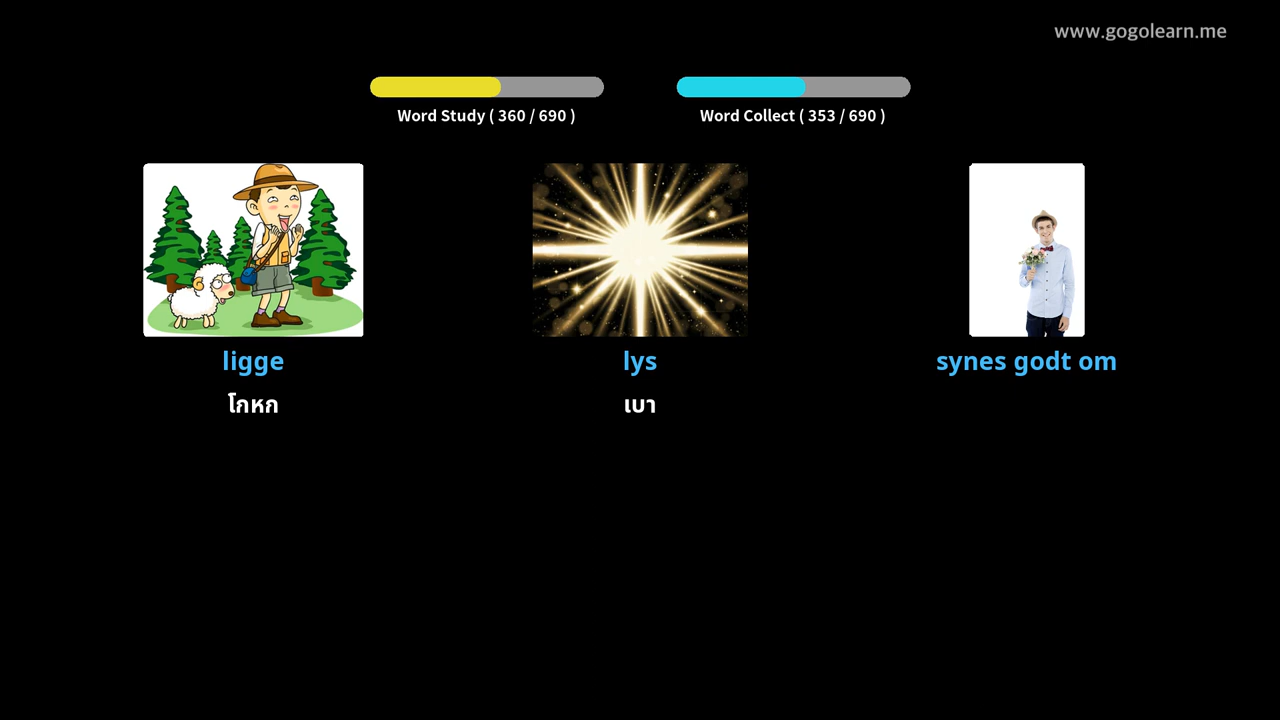 www.gogolearn.me
Word Study ( 360 / 690 )
Word Collect ( 353 / 690 )
ligge
lys
synes godt om
โกหก
เบา